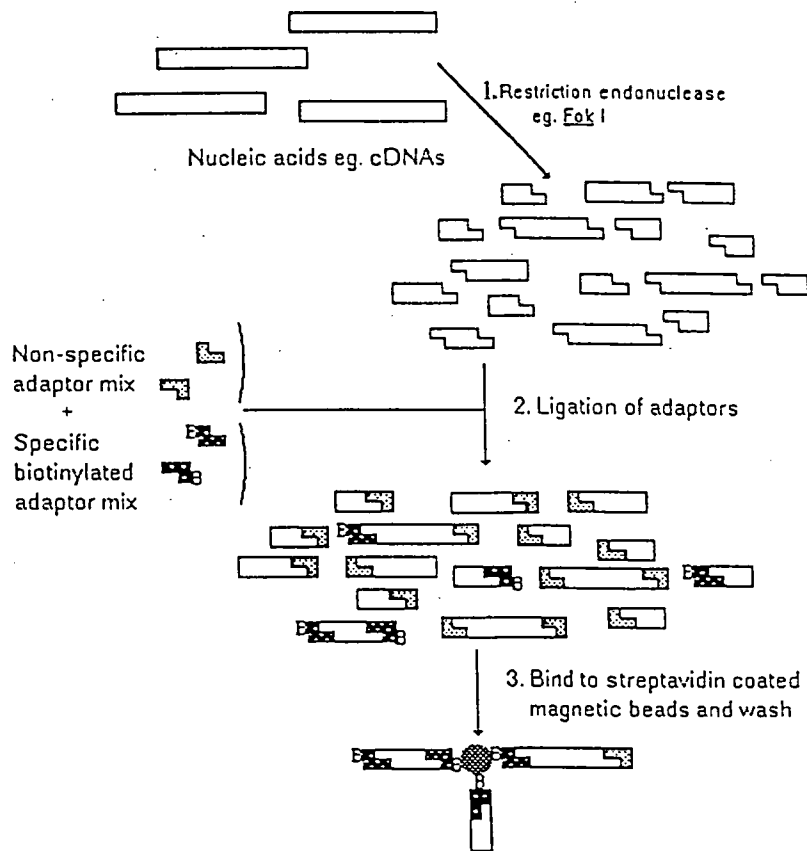 1. Restriction endonuclease
eg. Fok I
Nucleic acids eg. cDNAs
Non-specific
adaptor mix
+
Specific
biotinylated
adaptor mix
2. Ligation of adaptors
B
B
B
B
B
B
B
3. Bind to streptavidin coated
magnetic beads and wash
B
B
B
B